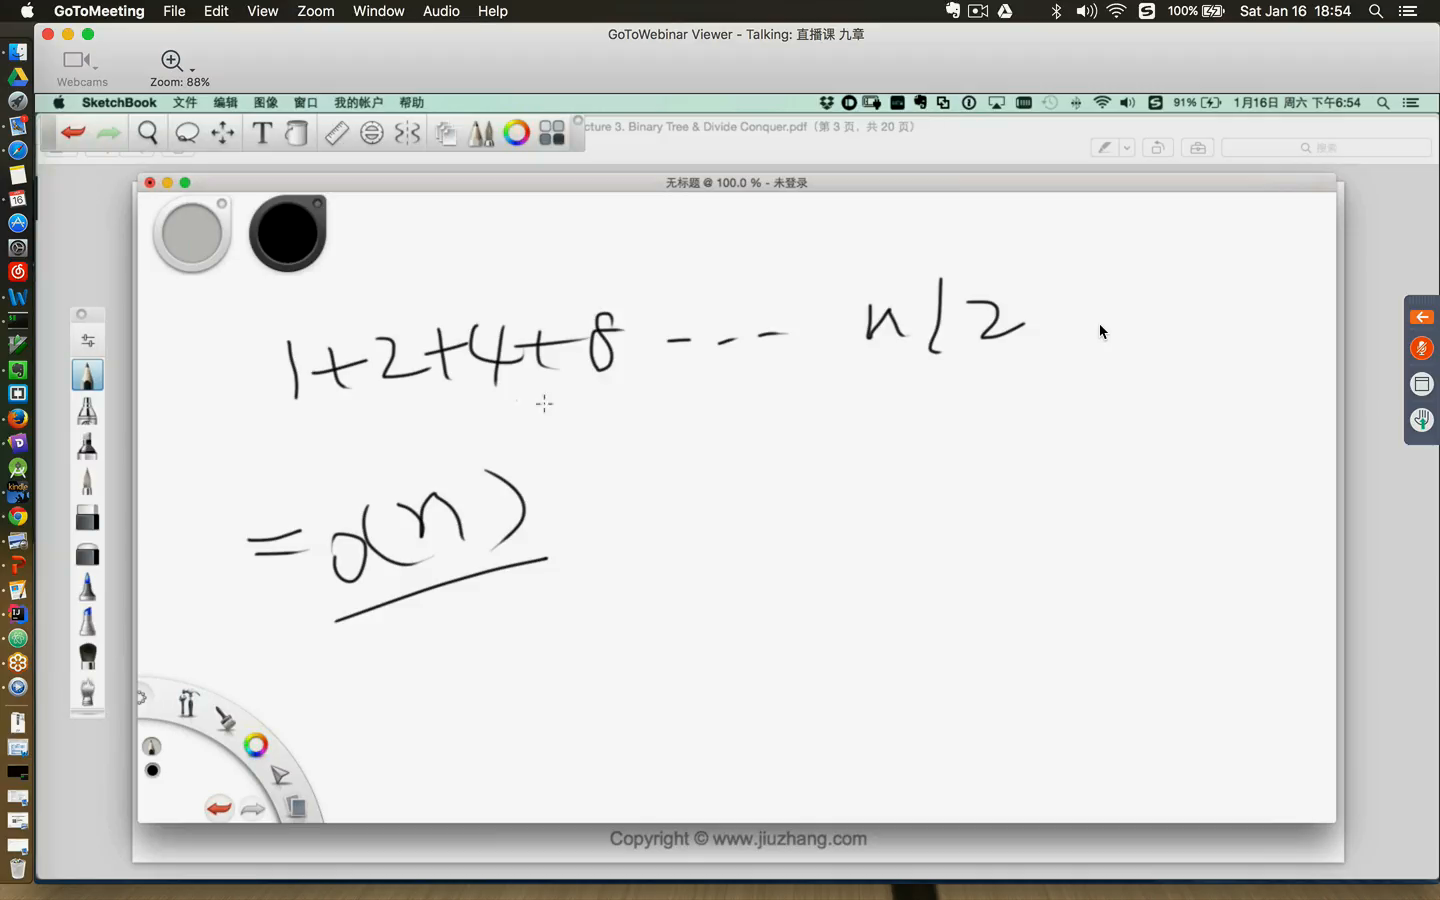 GoToMeeting File Edit View Zoom Window Audio Help 100% Sat Jan 16 18:54
GoToWebinar Viewer - Talking: 直播课 九章
Webcams
Zoom: 88%
SketchBook 文件 编辑 图像 窗口 我的帐户 帮助 91% 1月16日 周六 下午6:54
cture 3. Binary Tree & Divide Conquer.pdf（第 3 页，共 20 页）
搜索
无标题 @ 100.0 % - 未登录
1+2+4+8 --- n/2
= O(n)
Copyright © www.jiuzhang.com